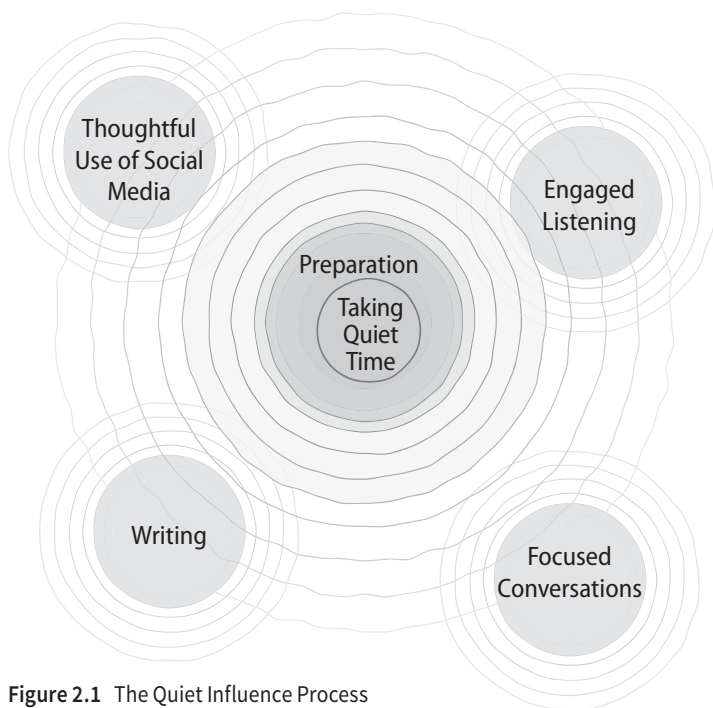 Thoughtful
Use of Social
Media
Engaged
Listening
Preparation
Taking
Quiet
Time
Writing
Focused
Conversations
Figure 2.1 The Quiet Influence Process